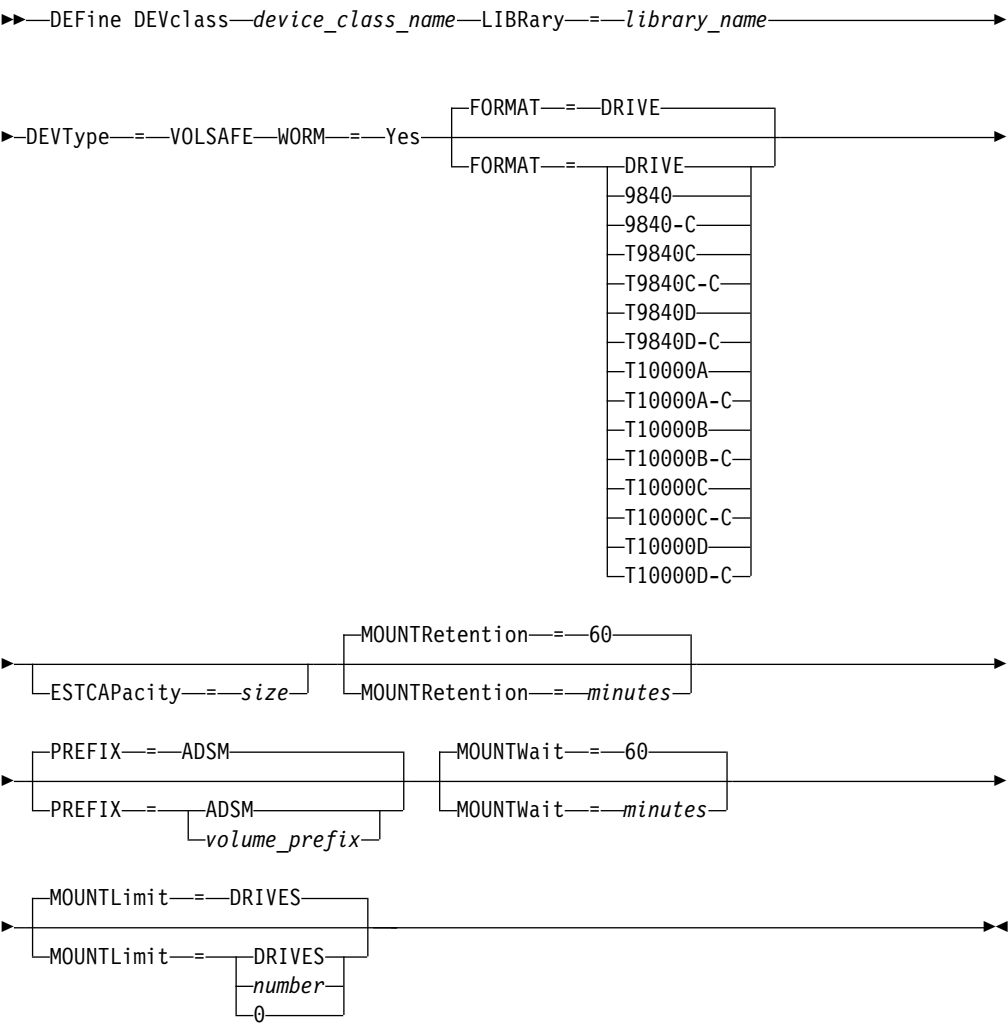 DEFine DEVclass device_class_name LIBRary = library_name
FORMAT = DRIVE
DEVType = VOLSAFE WORM = Yes
FORMAT = DRIVE
9840
9840-C
T9840C
T9840C-C
T9840D
T9840D-C
T10000A
T10000A-C
T10000B
T10000B-C
T10000C
T10000C-C
T10000D
T10000D-C
MOUNTRetention = 60
ESTCAPacity = size MOUNTRetention = minutes
PREFIX = ADSM MOUNTWait = 60
PREFIX = ADSM MOUNTWait = minutes
volume_prefix
MOUNTLimit = DRIVES
MOUNTLimit = DRIVES
number
0